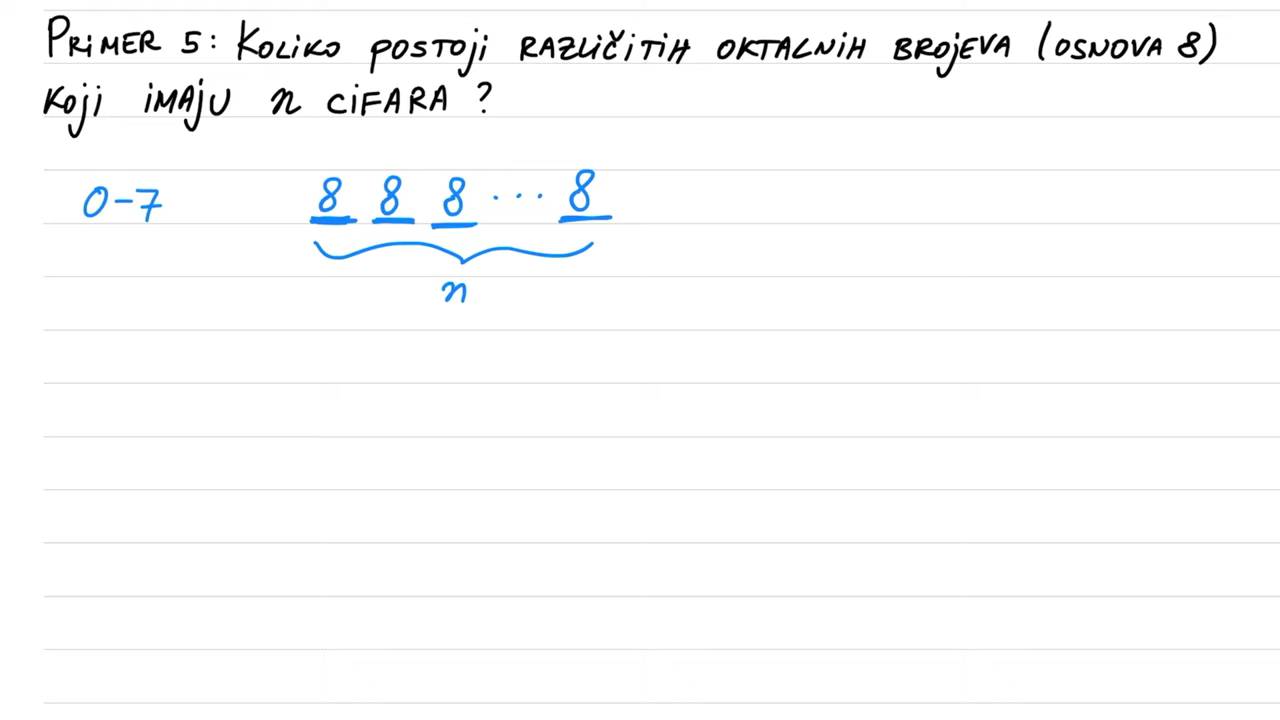 PRIMER 5: KOLIKO POSTOJI RAZLIČITIH OKTALNIH BROJEVA (OSNOVA 8)
KOJI IMAJU n CIFARA ?
0-7 8 8 8 ... 8
n